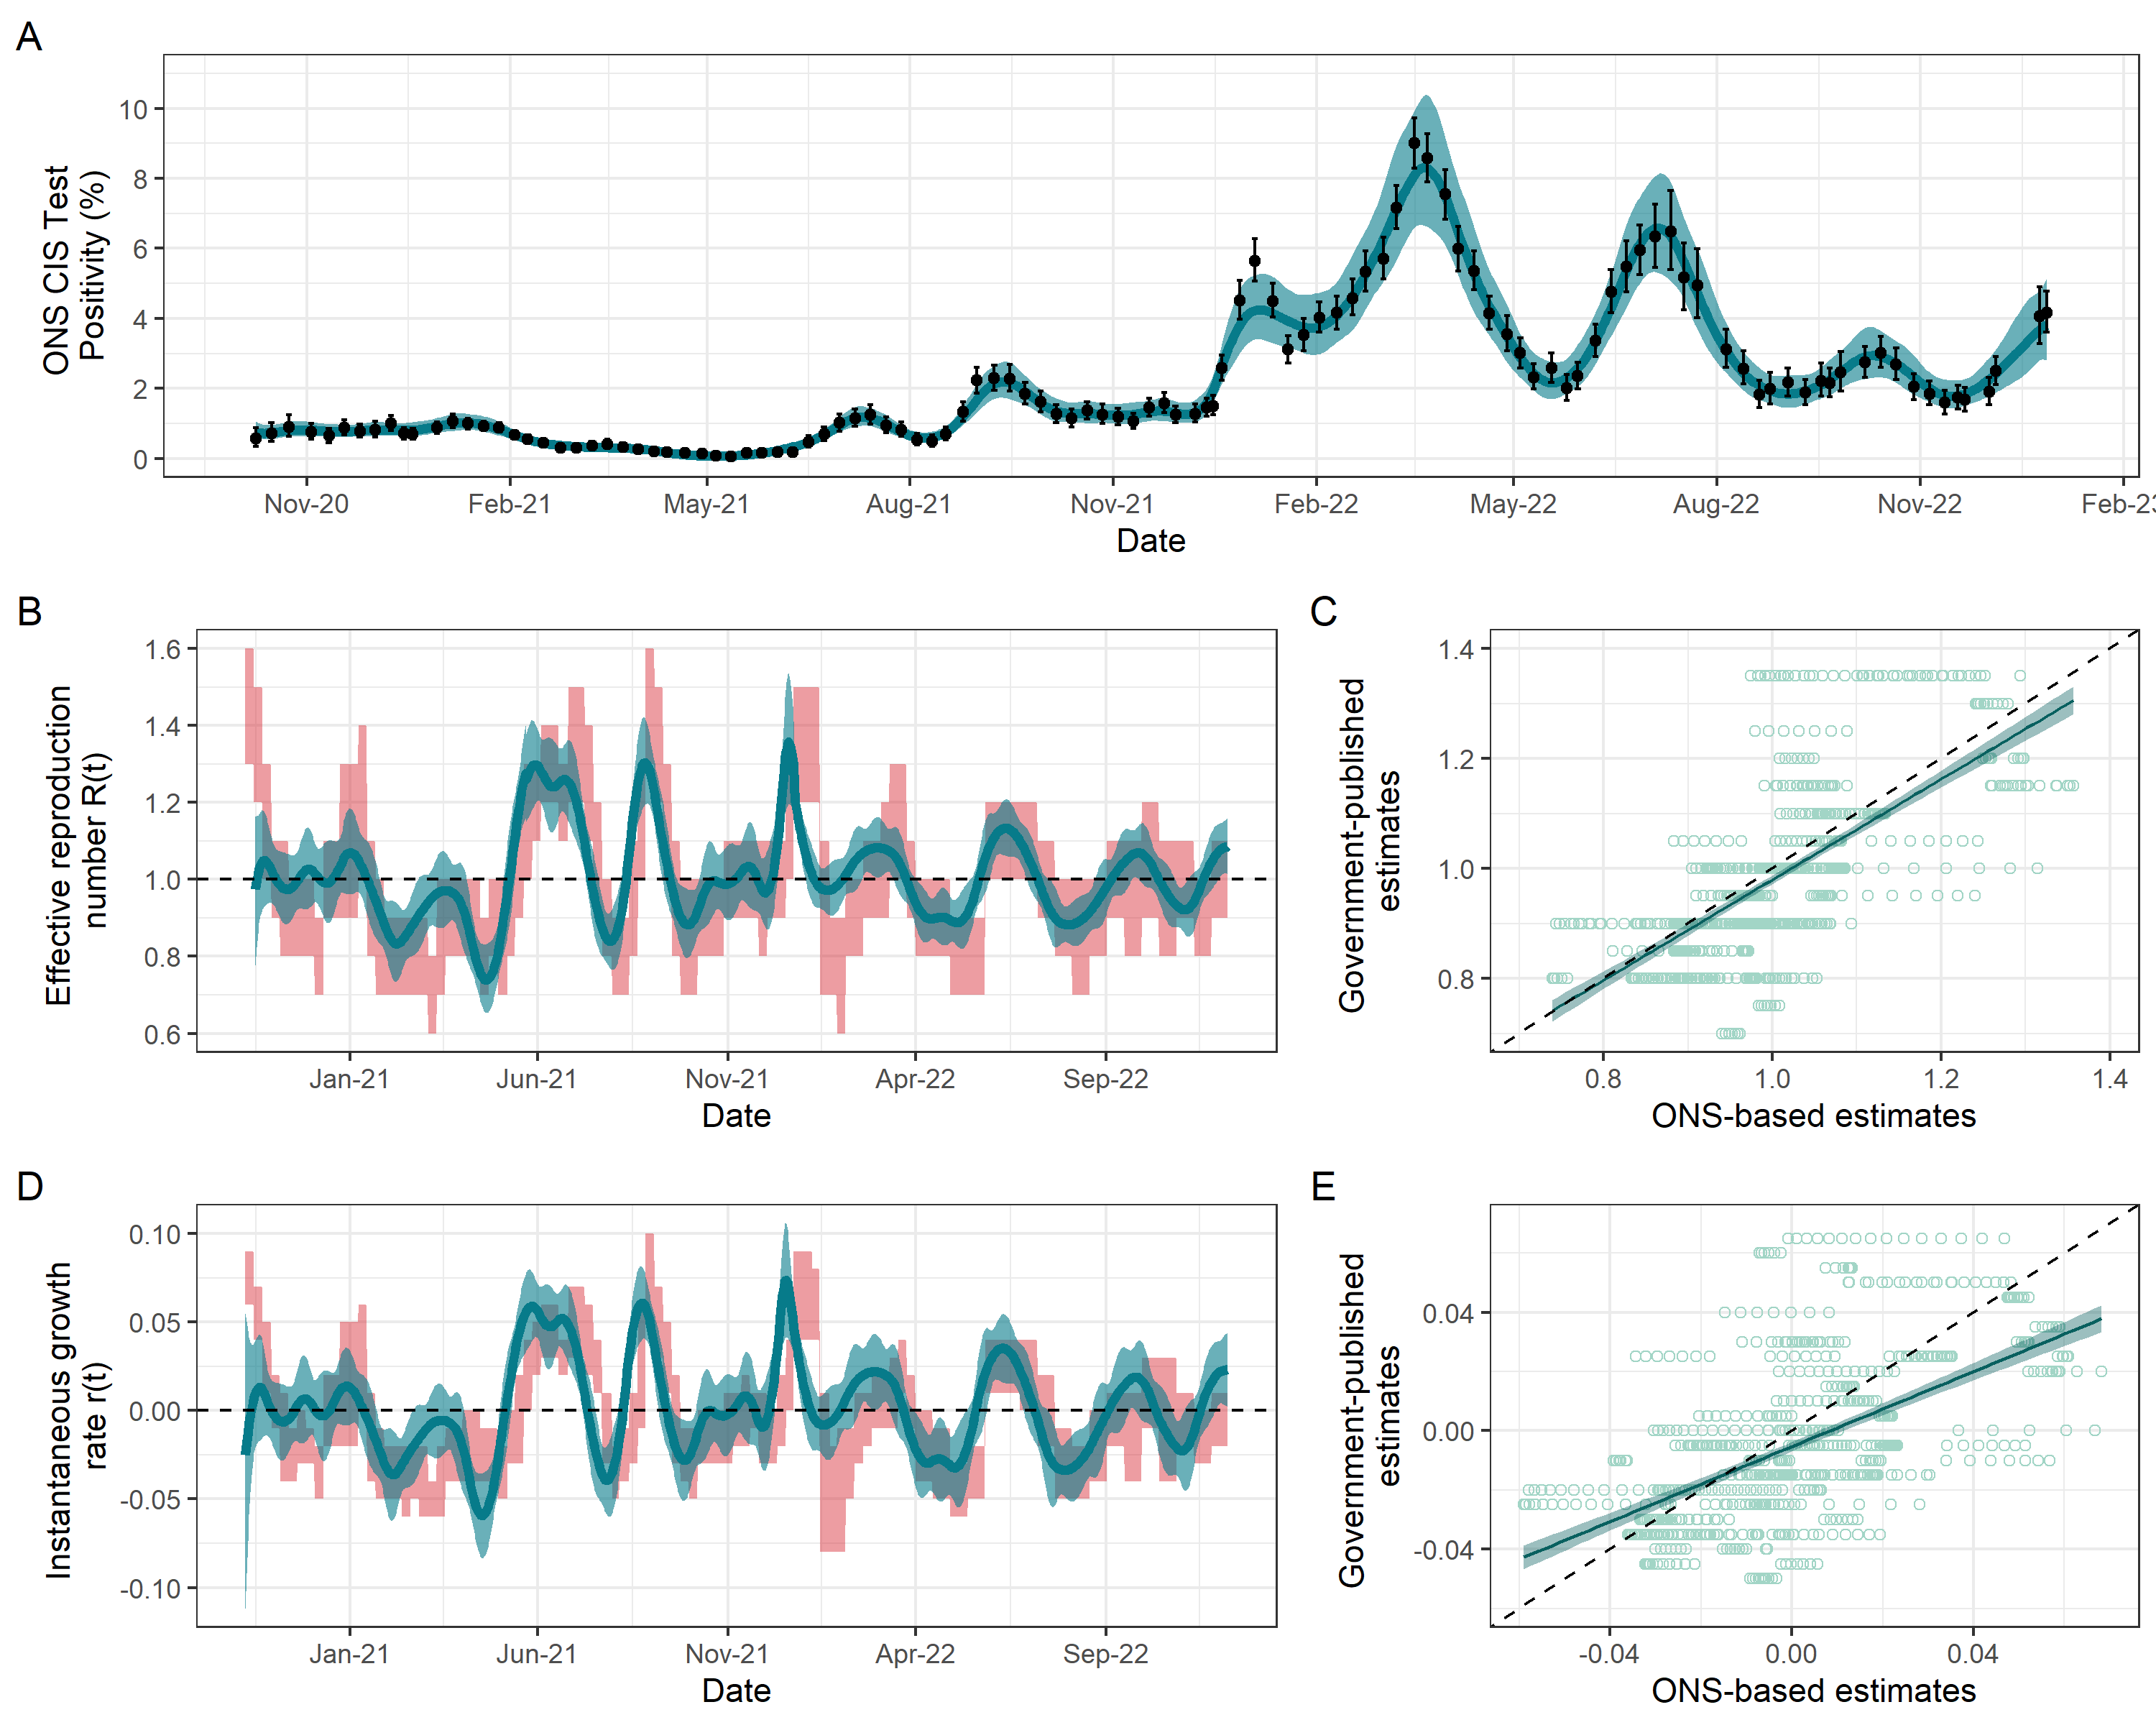 A
ONS CIS Test
Positivity (%)
10
8
6
4
2
0
Nov-20 Feb-21 May-21 Aug-21 Nov-21 Feb-22 May-22 Aug-22 Nov-22 Feb-23
Date
B
Effective reproduction
number R(t)
1.6
1.4
1.2
1.0
0.8
0.6
Jan-21 Jun-21 Nov-21 Apr-22 Sep-22
Date
C
Government-published
estimates
1.4
1.2
1.0
0.8
0.8 1.0 1.2 1.4
ONS-based estimates
D
Instantaneous growth
rate r(t)
0.10
0.05
0.00
-0.05
-0.10
Jan-21 Jun-21 Nov-21 Apr-22 Sep-22
Date
E
Government-published
estimates
0.04
0.00
-0.04
-0.04 0.00 0.04
ONS-based estimates